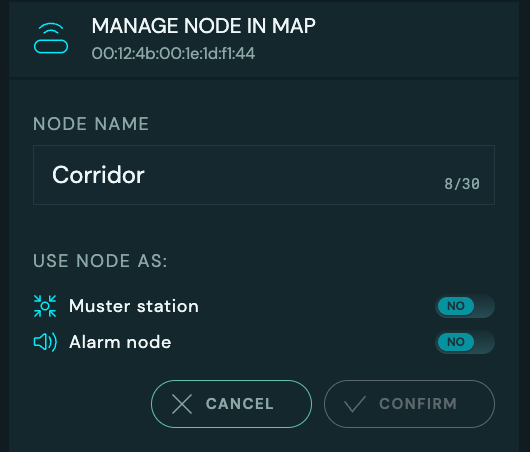 MANAGE NODE IN MAP
00:12:4b:00:1e:1d:f1:44
NODE NAME
Corridor
8/30
USE NODE AS:
Muster station NO
Alarm node NO
CANCEL CONFIRM